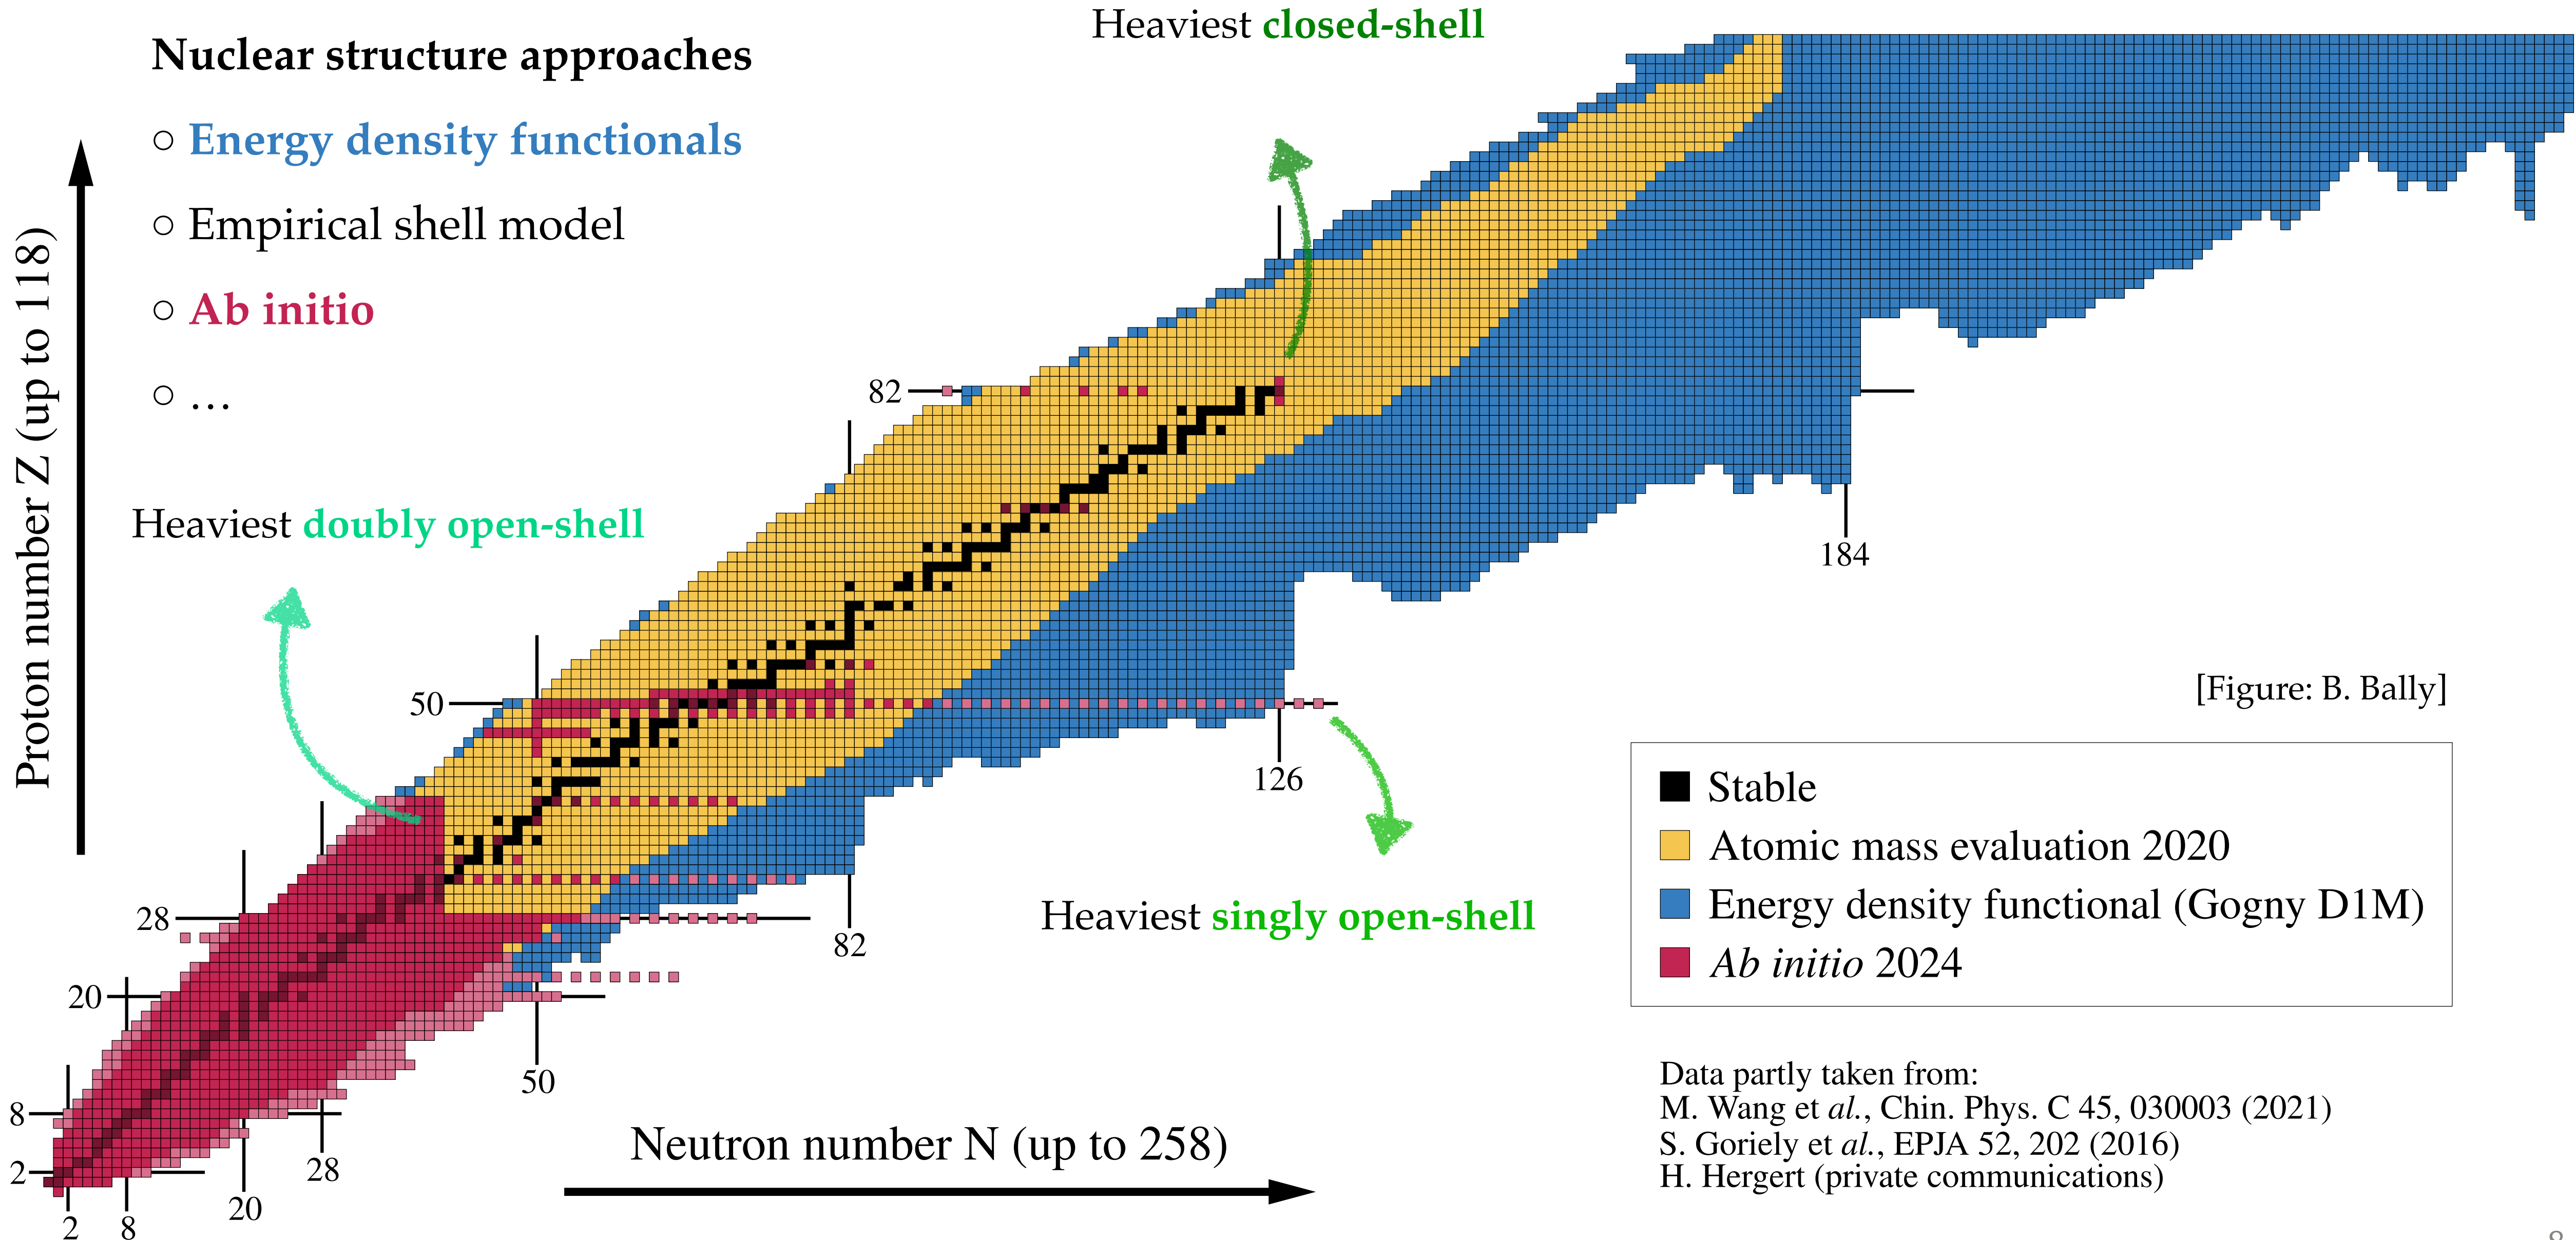 Heaviest closed-shell
Nuclear structure approaches
Energy density functionals
Empirical shell model
Ab initio
…
Proton number Z (up to 118)
82
Heaviest doubly open-shell
184
50
[Figure: B. Bally]
126
Stable
Atomic mass evaluation 2020
Energy density functional (Gogny D1M)
Ab initio 2024
28
Heaviest singly open-shell
82
20
50
8
Neutron number N (up to 258)
2
28
20
2
8
Data partly taken from:
M. Wang et al., Chin. Phys. C 45, 030003 (2021)
S. Goriely et al., EPJA 52, 202 (2016)
H. Hergert (private communications)